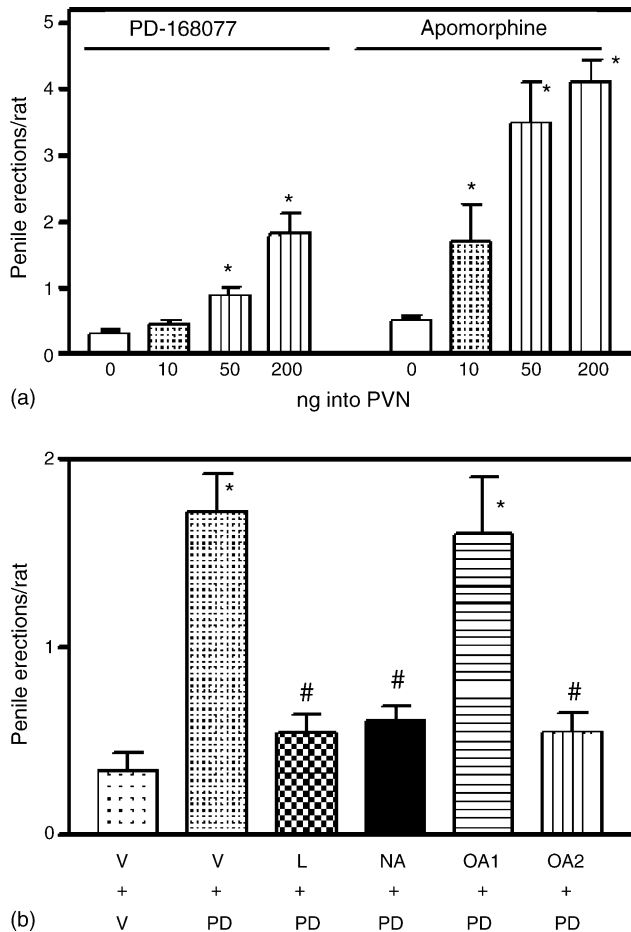 5
PD-168077 Apomorphine
*
*
4
3
*
*
2
*
1
0
Penile erections/rat
0 10 50 200 0 10 50 200
(a) ng into PVN
2
*
*
1
# # #
0
Penile erections/rat
V V L NA OA1 OA2
+ + + + + +
(b) V PD PD PD PD PD